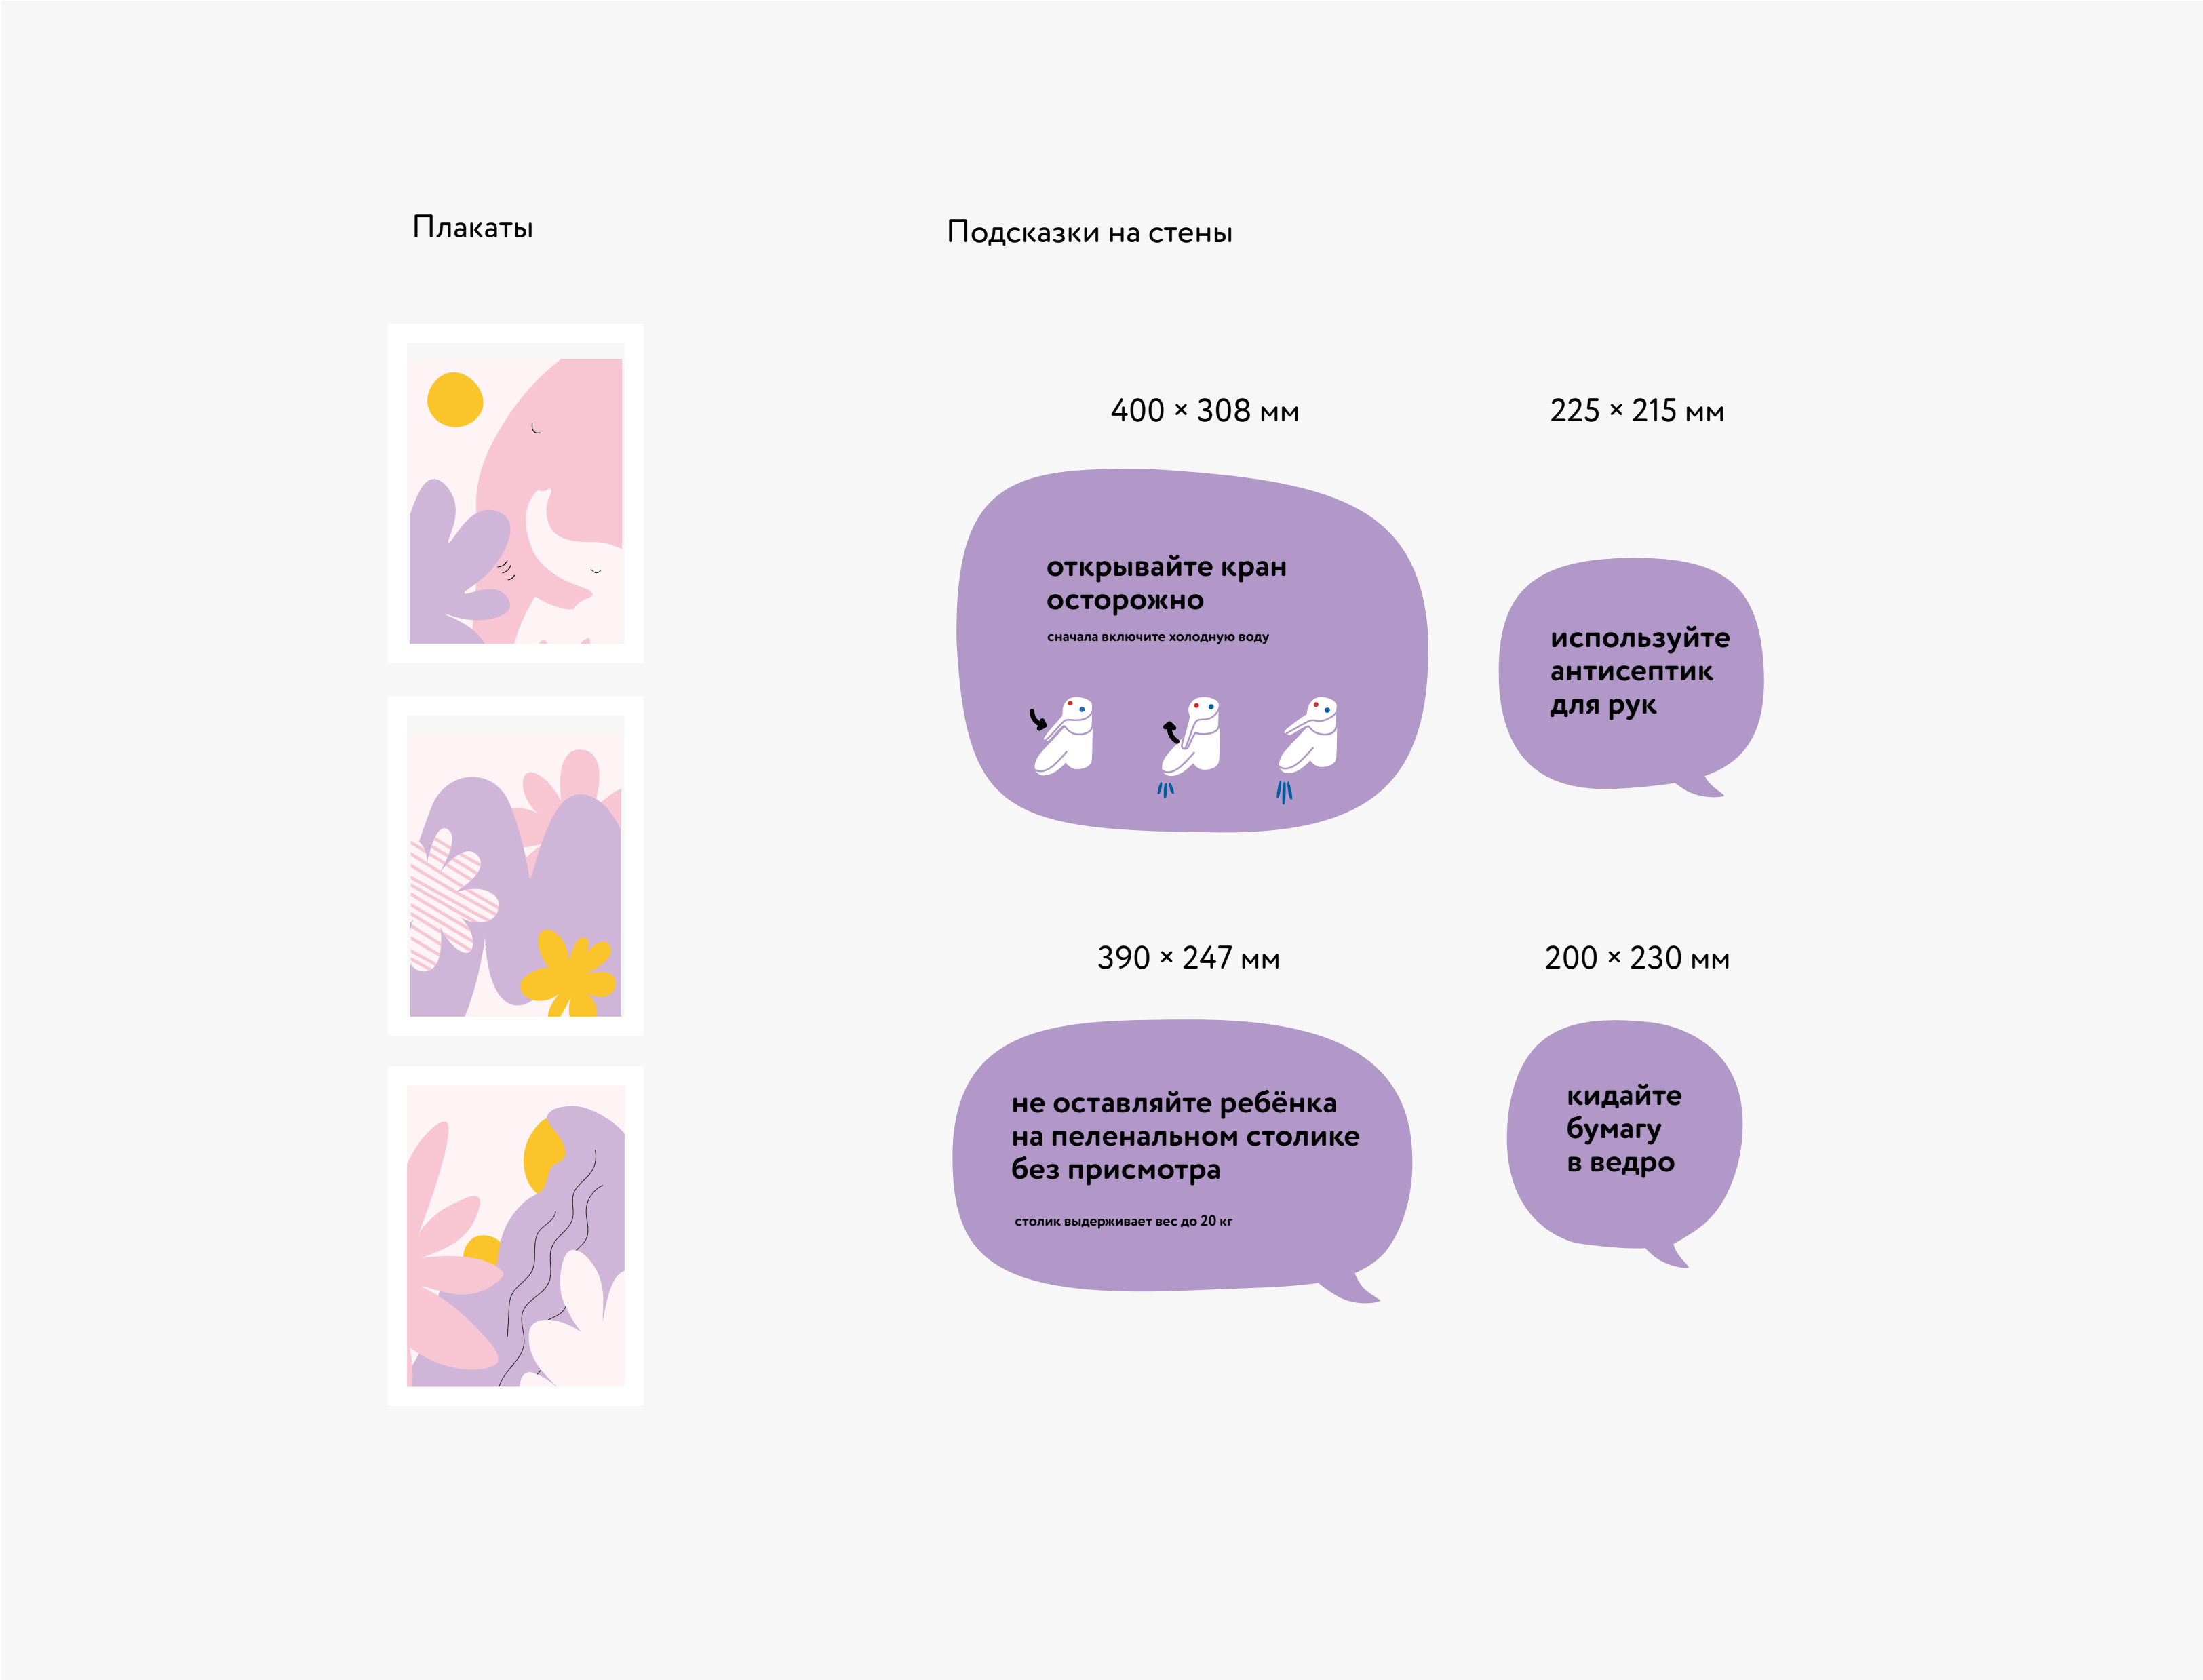 Плакаты
Подсказки на стены
400 × 308 мм
225 × 215 мм
открывайте кран
осторожно
сначала включите холодную воду
используйте
антисептик
для рук
390 × 247 мм
200 × 230 мм
не оставляйте ребёнка
на пеленальном столике
без присмотра
столик выдерживает вес до 20 кг
кидайте
бумагу
в ведро